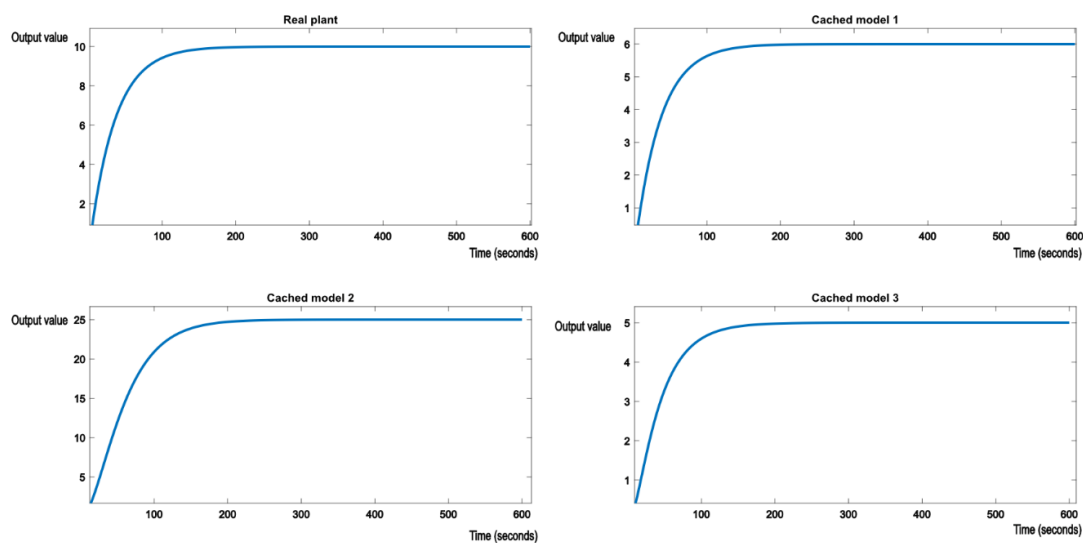 Real plant
Output value
10
8
6
4
2
100 200 300 400 500 600
Time (seconds)
Cached model 1
Output value
6
5
4
3
2
1
100 200 300 400 500 600
Time (seconds)
Cached model 2
Output value
25
20
15
10
5
100 200 300 400 500 600
Time (seconds)
Cached model 3
Output value
5
4
3
2
1
100 200 300 400 500 600
Time (seconds)